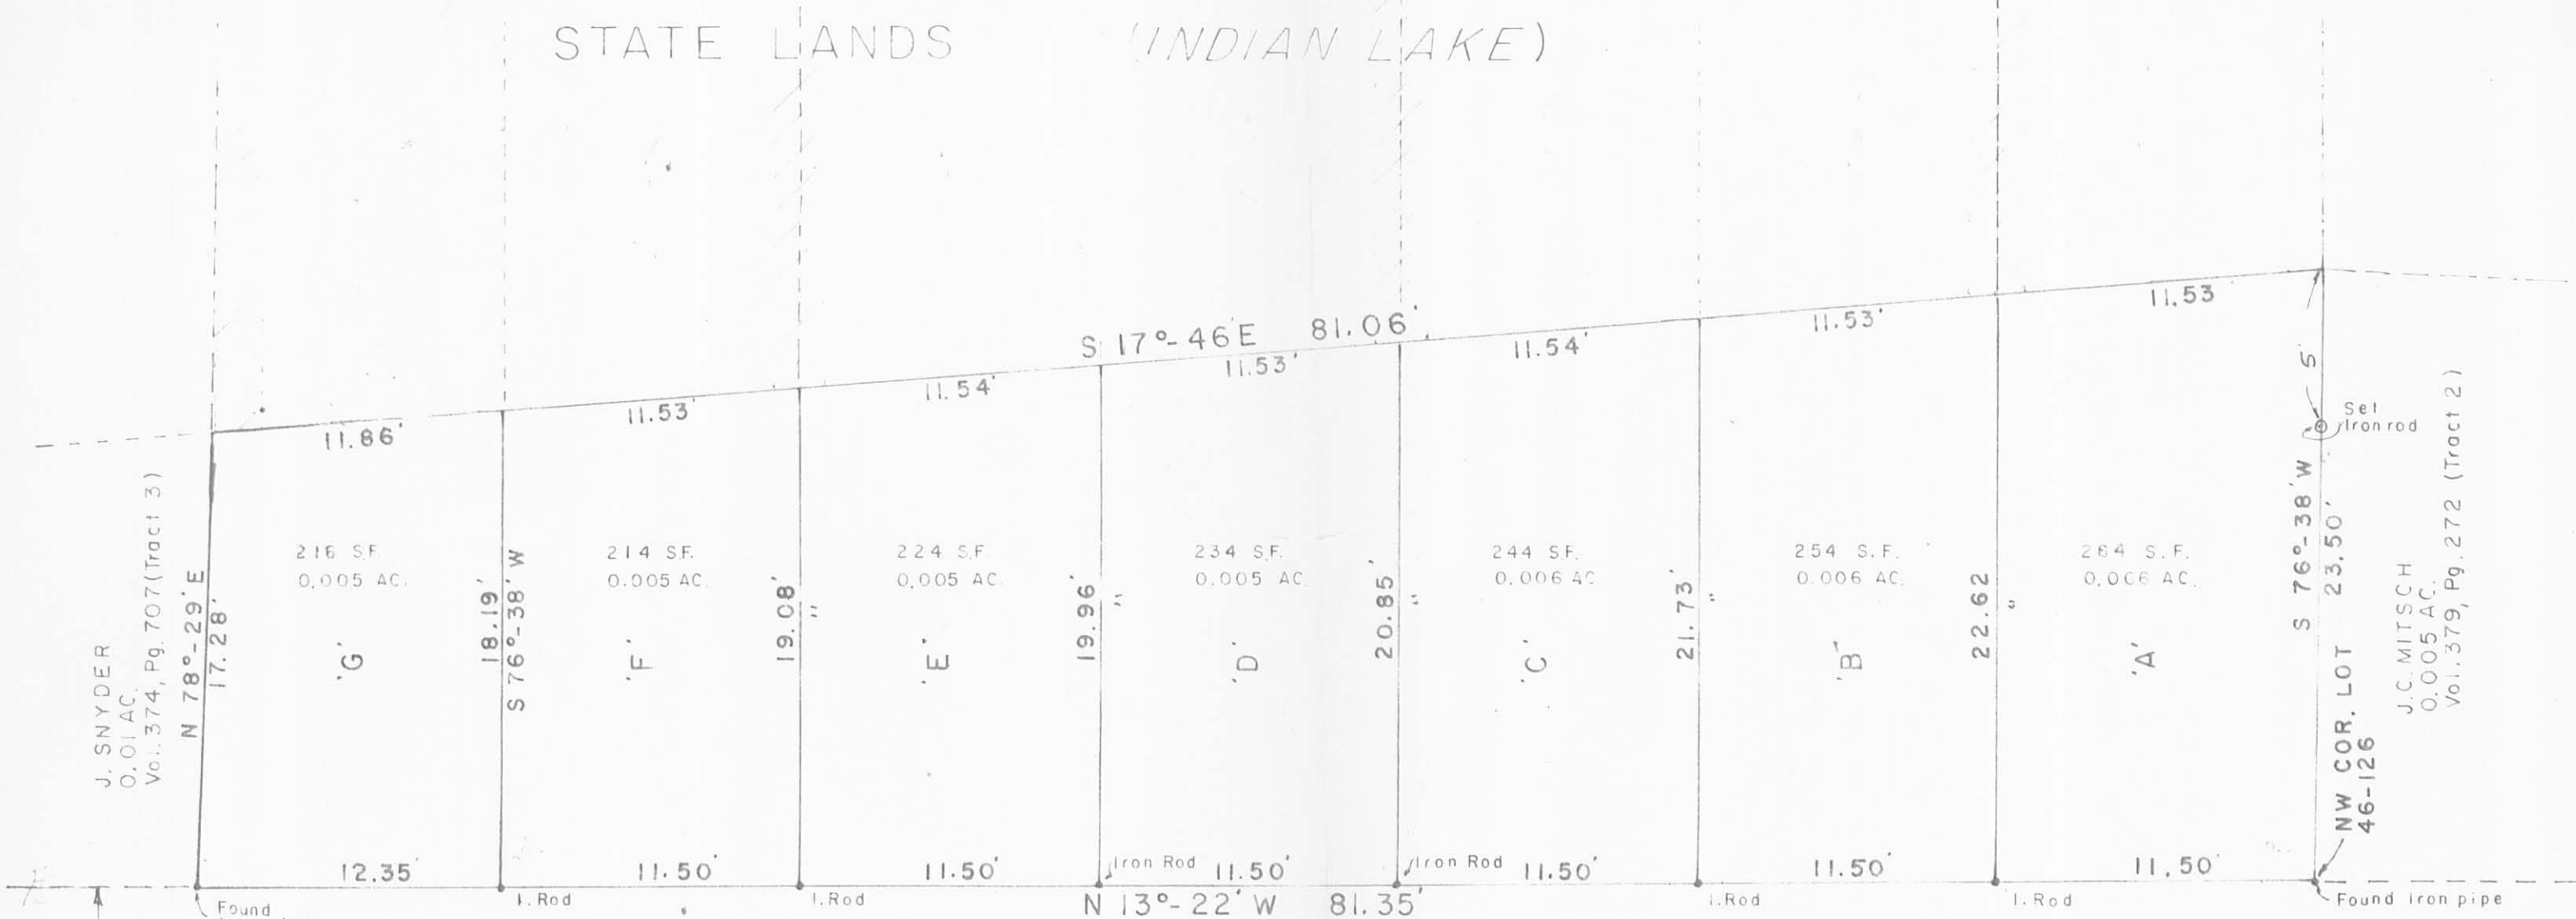 STATE LANDS (INDIAN LAKE)
S 17°-46'E 81.06'
11.86'
11.53'
11.54'
11.53'
11.54'
11.53'
11.53
5'
Set
Iron rod
J. SNYDER
0.01 AC.
Vol. 374, Pg. 707 (Tract 3)
N 78°-29' E
17.28'
216 S.F.
0.005 AC.
'G'
18.19'
S 76°-38' W
214 S.F.
0.005 AC.
'F'
19.08'
"
224 S.F.
0.005 AC.
'E'
19.96'
"
234 S.F.
0.005 AC.
'D'
20.85'
"
244 S.F.
0.006 AC
'C'
21.73'
"
254 S.F.
0.006 AC.
'B'
22.62
"
264 S.F.
0.006 AC.
'A'
S 76°-38' W
23.50'
NW COR. LOT
46-126
J.C. MITSCH
0.005 AC.
Vol. 379, Pg. 272 (Tract 2)
12.35'
11.50'
11.50'
Iron Rod
11.50'
Iron Rod
11.50'
11.50'
11.50'
Found
I. Rod
I. Rod
N 13°-22' W 81.35'
I. Rod
I. Rod
Found Iron pipe